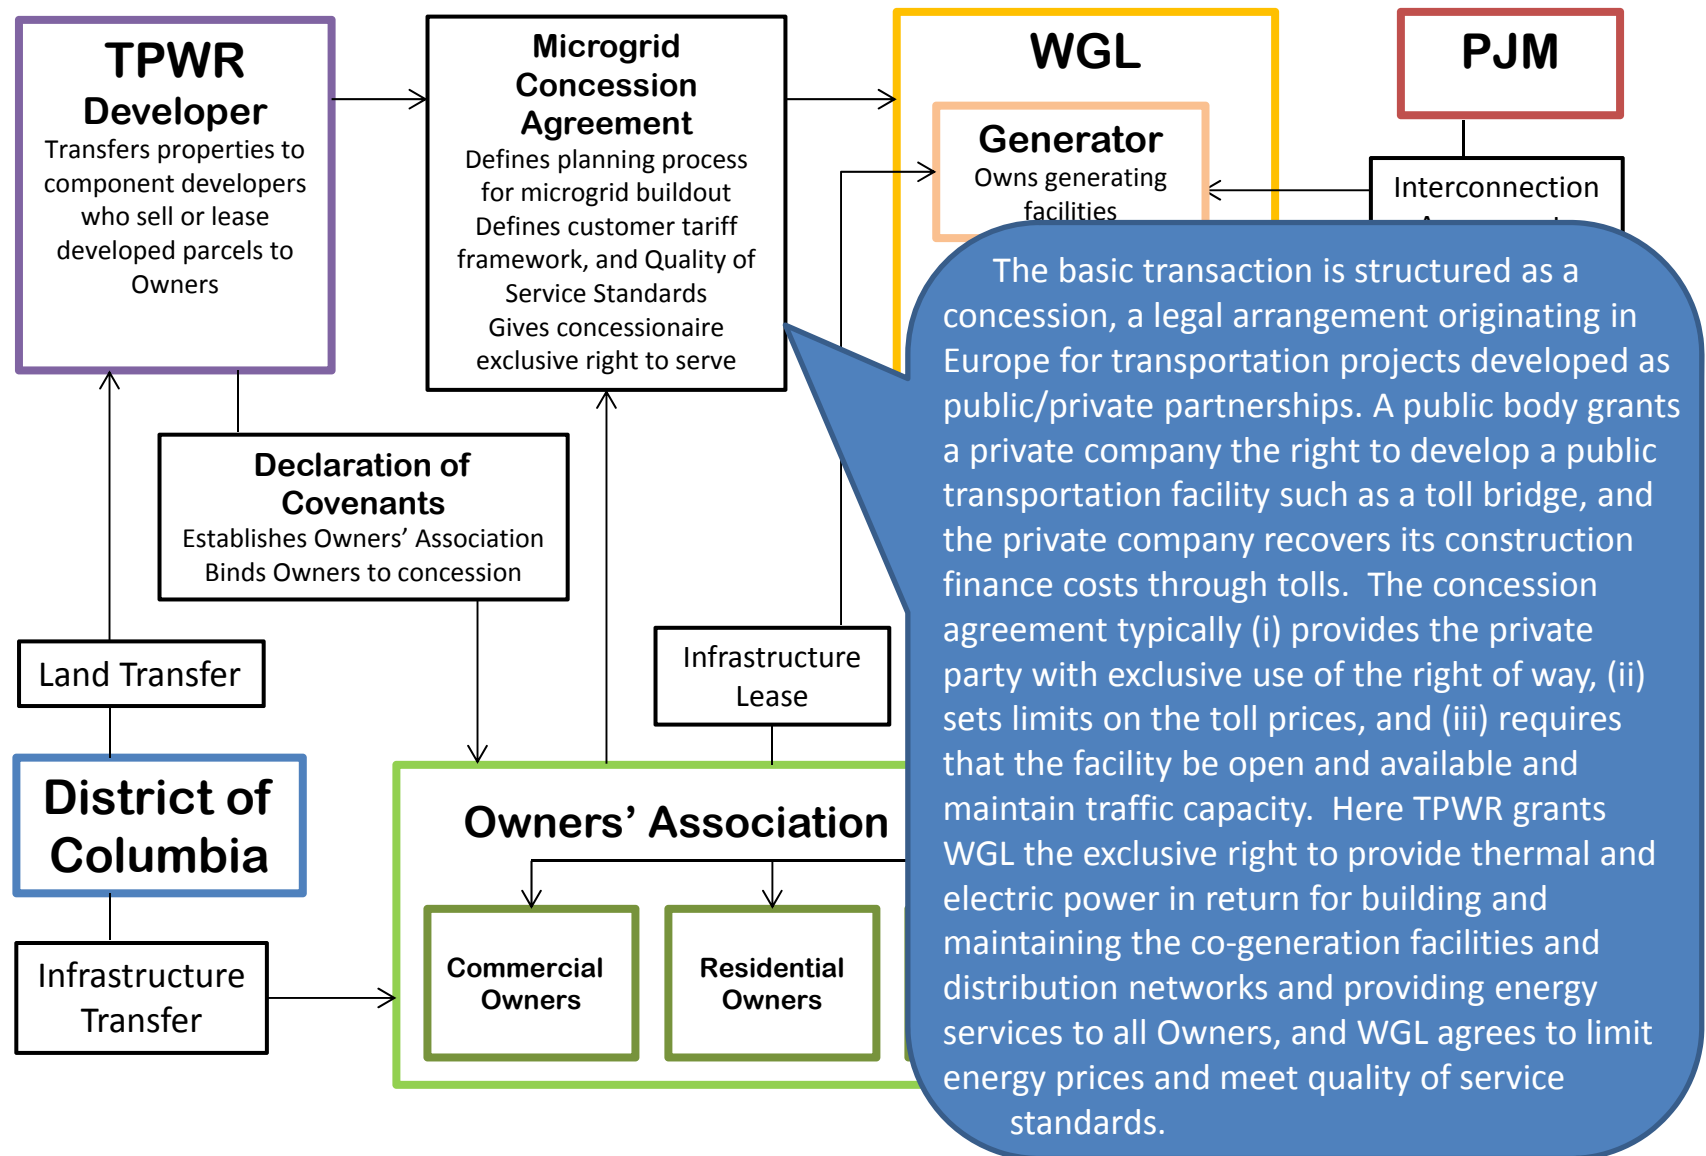 TPWR
Developer
Transfers properties to
component developers
who sell or lease
developed parcels to
Owners
Microgrid
Concession
Agreement
Defines planning process
for microgrid buildout
Defines customer tariff
framework, and Quality of
Service Standards
Gives concessionaire
exclusive right to serve
WGL
Generator
Owns generating
facilities
PJM
Interconnection
Declaration of
Covenants
Establishes Owners’ Association
Binds Owners to concession
Land Transfer
Infrastructure
Lease
District of
Columbia
Infrastructure
Transfer
Owners’ Association
Commercial
Owners
Residential
Owners
The basic transaction is structured as a
concession, a legal arrangement originating in
Europe for transportation projects developed as
public/private partnerships. A public body grants
a private company the right to develop a public
transportation facility such as a toll bridge, and
the private company recovers its construction
finance costs through tolls.  The concession
agreement typically (i) provides the private
party with exclusive use of the right of way, (ii)
sets limits on the toll prices, and (iii) requires
that the facility be open and available and
maintain traffic capacity.  Here TPWR grants
WGL the exclusive right to provide thermal and
electric power in return for building and
maintaining the co-generation facilities and
distribution networks and providing energy
services to all Owners, and WGL agrees to limit
energy prices and meet quality of service
standards.